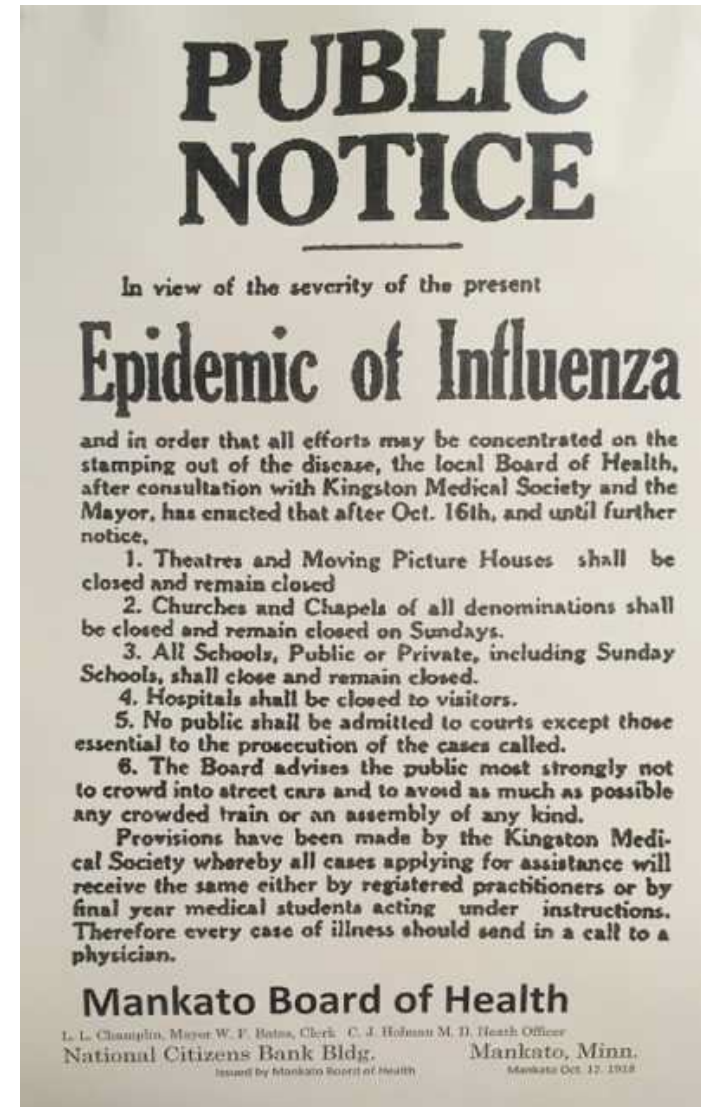 PUBLIC
NOTICE
In view of the severity of the present
Epidemic of Influenza
and in order that all efforts may be concentrated on the
stamping out of the disease, the local Board of Health,
after consultation with Kingston Medical Society and the
Mayor, has enacted that after Oct. 16th, and until further
notice,
1. Theatres and Moving Picture Houses shall be
closed and remain closed
2. Churches and Chapels of all denominations shall
be closed and remain closed on Sundays.
3. All Schools, Public or Private, including Sunday
Schools, shall close and remain closed.
4. Hospitals shall be closed to visitors.
5. No public shall be admitted to courts except those
essential to the prosecution of the cases called.
6. The Board advises the public most strongly not
to crowd into street cars and to avoid as much as possible
any crowded train or an assembly of any kind.
Provisions have been made by the Kingston Medi-
cal Society whereby all cases applying for assistance will
receive the same either by registered practitioners or by
final year medical students acting under instructions.
Therefore every case of illness should send in a call to a
physician.
Mankato Board of Health
L. L. Champlin, Mayor W. F. Bates, Clerk C. J. Holman M. D. Heath Officer
National Citizens Bank Bldg. Mankato, Minn.
Issued by Mankato Board of Health Mankato Oct. 12. 1918